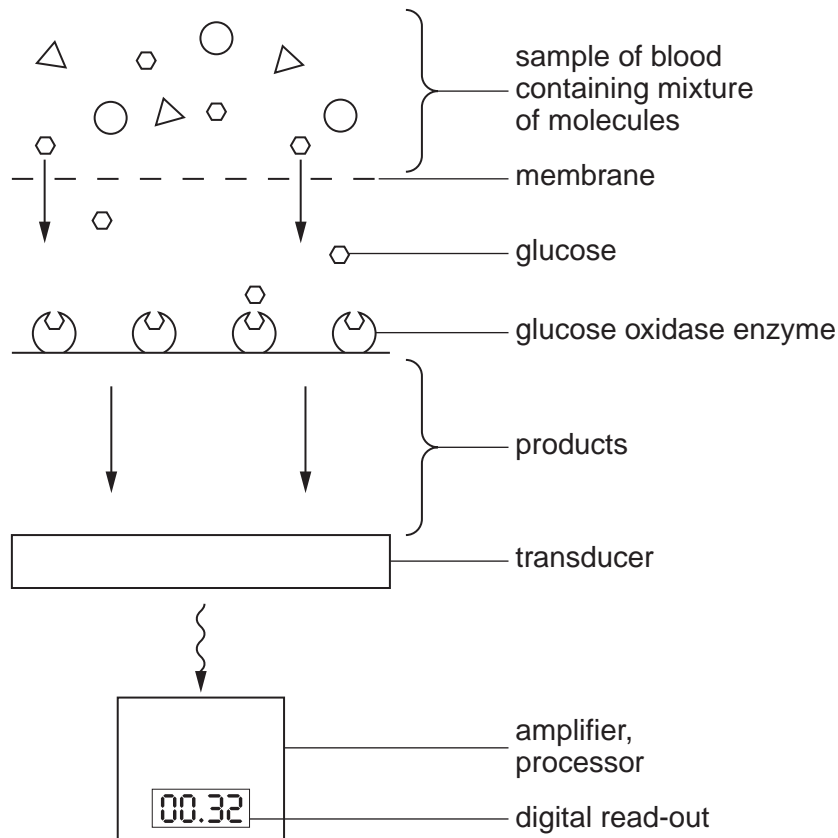 sample of blood
containing mixture
of molecules
membrane
glucose
glucose oxidase enzyme
products
transducer
amplifier,
processor
00.32
digital read-out